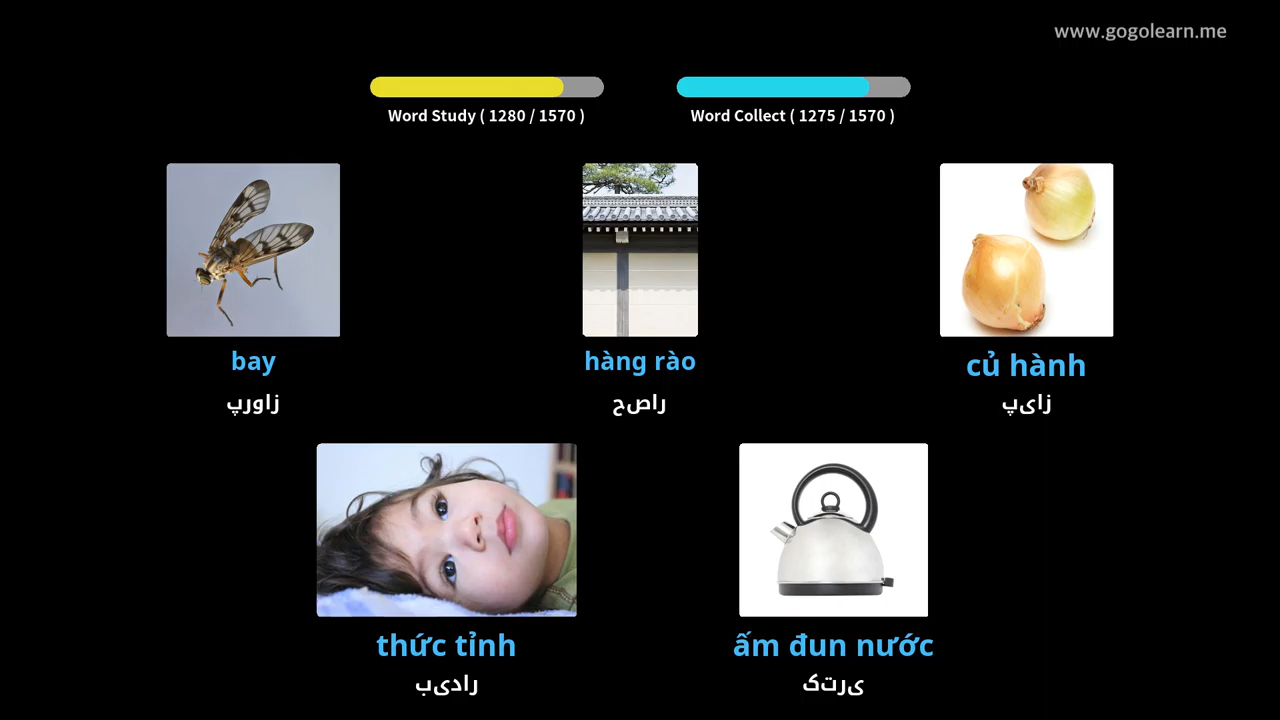 www.gogolearn.me
Word Study ( 1280 / 1570 )
Word Collect ( 1275 / 1570 )
bay
زاورپ
hàng rào
راصح
củ hành
زایپ
thức tỉnh
رادیب
ấm đun nước
یرتک